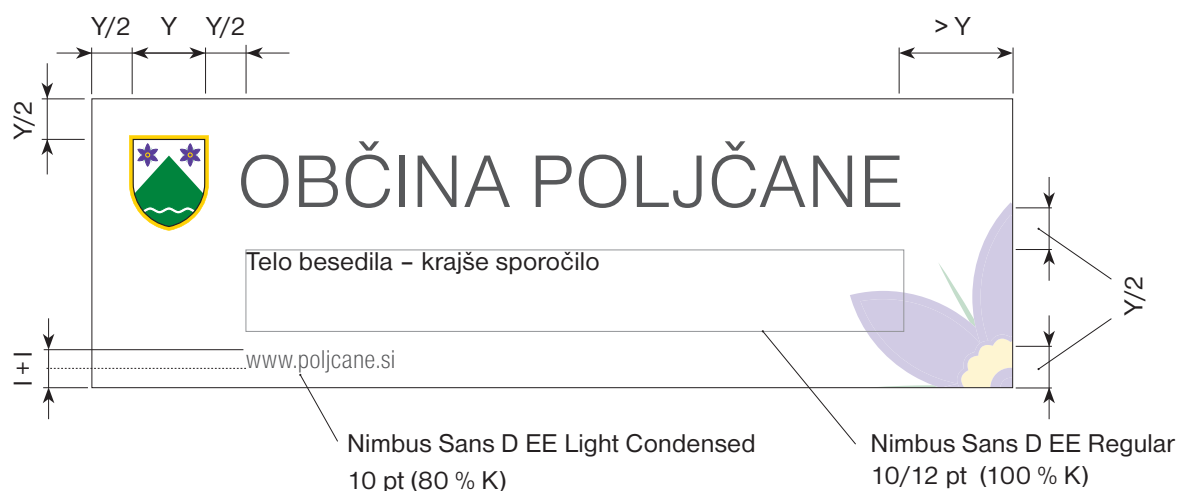 Y/2 Y Y/2 > Y
Y/2
OBČINA POLJČANE
Telo besedila – krajše sporočilo
Y/2
I + I
www.poljcane.si
Nimbus Sans D EE Light Condensed
10 pt (80 % K)
Nimbus Sans D EE Regular
10/12 pt (100 % K)